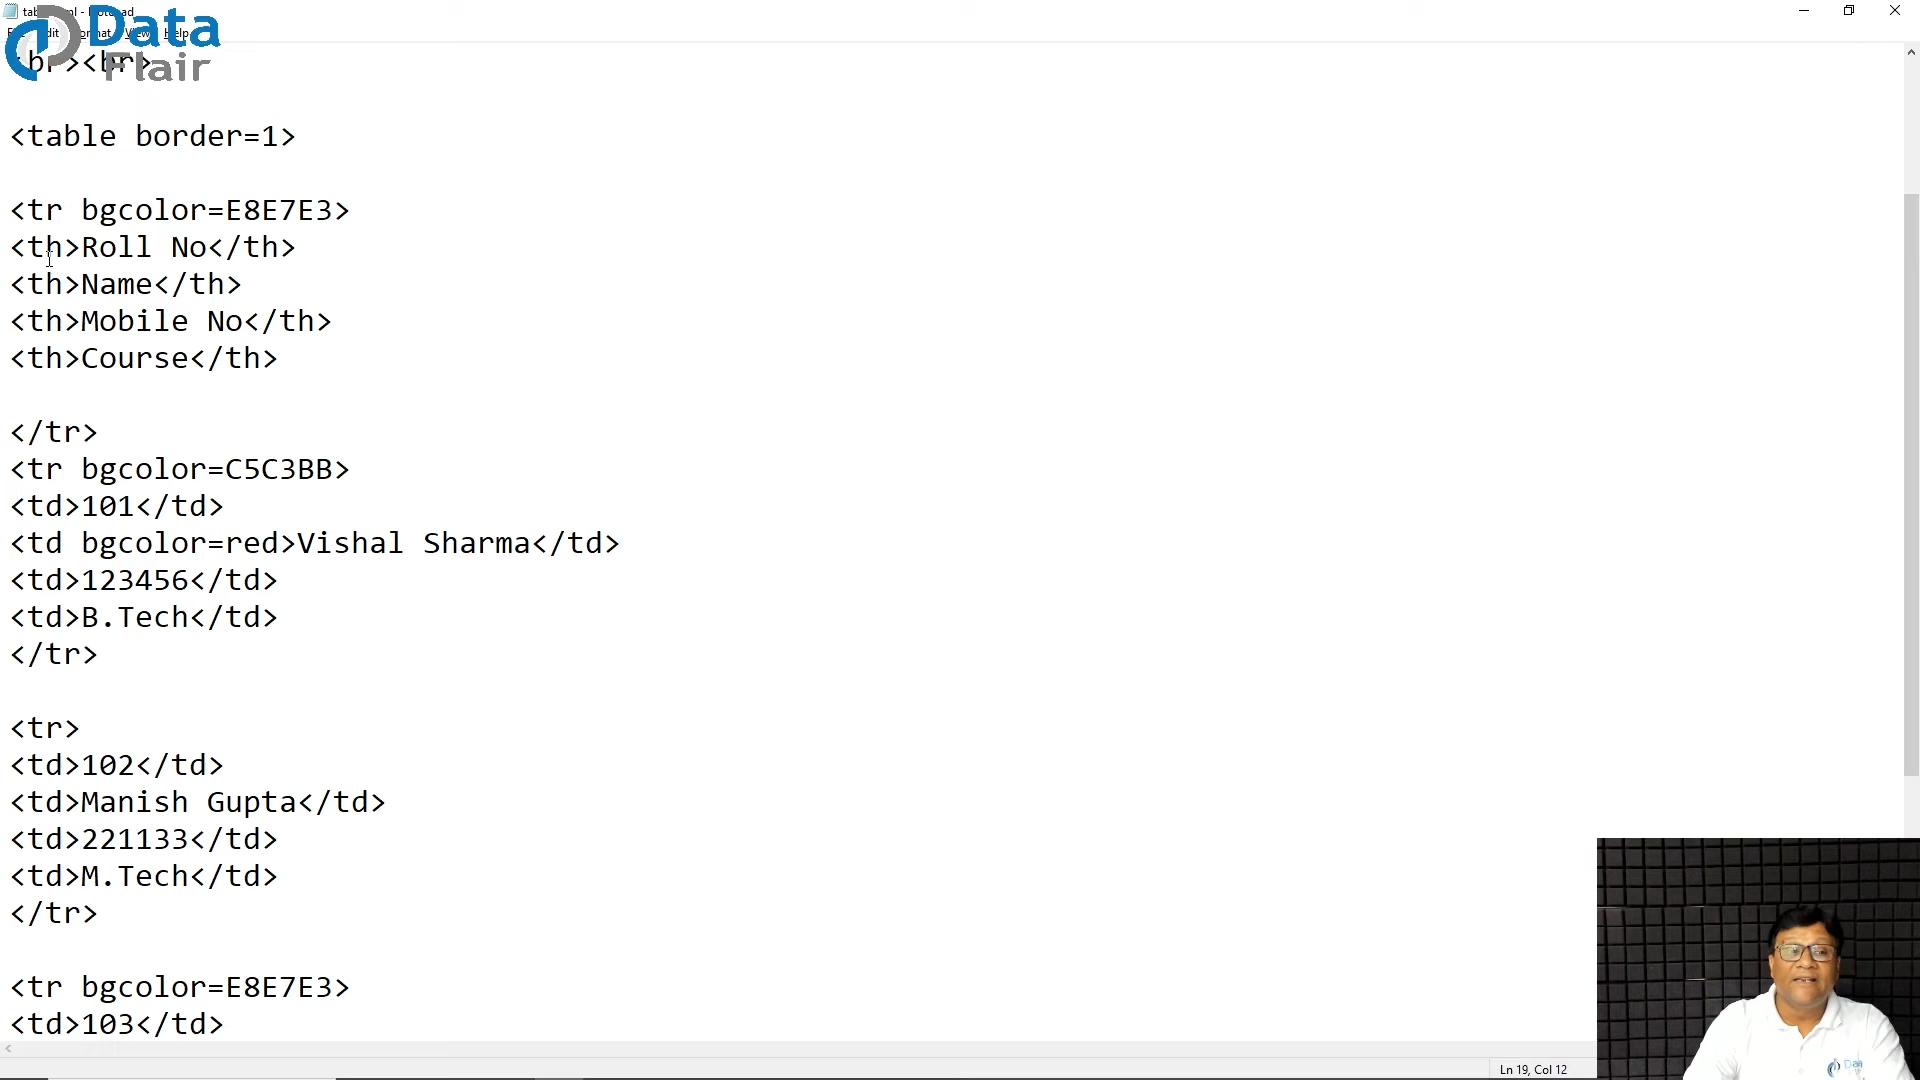 Data
Flair
Help
<br><br>
<table border=1>
<tr bgcolor=E8E7E3>
<th>Roll No</th>
<th>Name</th>
<th>Mobile No</th>
<th>Course</th>
</tr>
<tr bgcolor=C5C3BB>
<td>101</td>
<td bgcolor=red>Vishal Sharma</td>
<td>123456</td>
<td>B.Tech</td>
</tr>
<tr>
<td>102</td>
<td>Manish Gupta</td>
<td>221133</td>
<td>M.Tech</td>
</tr>
<tr bgcolor=E8E7E3>
<td>103</td>
Ln 19, Col 12